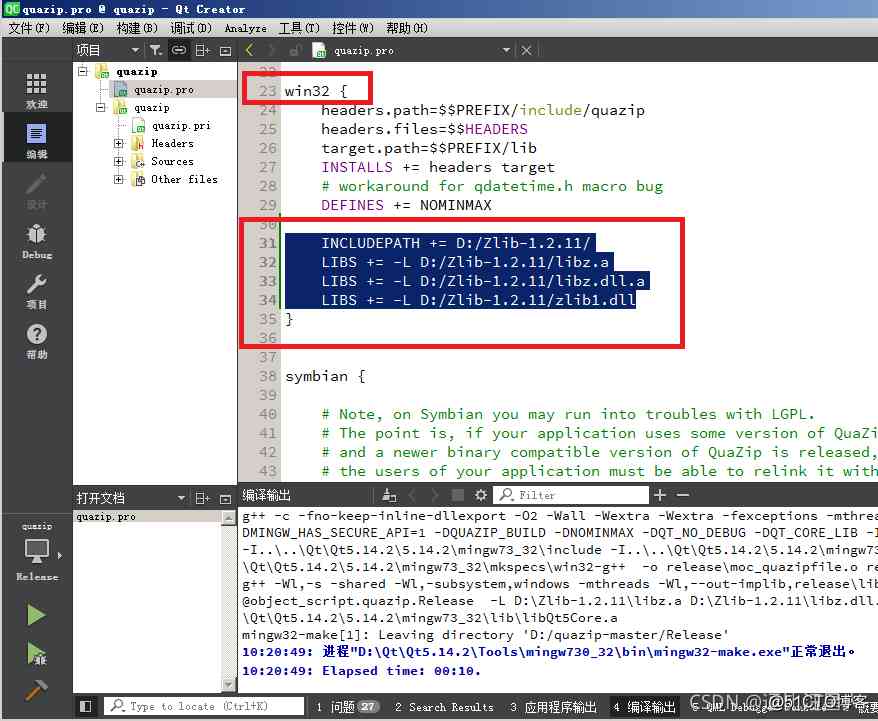 quazip.pro @ quazip - Qt Creator
文件(F) 编辑(E) 构建(B) 调试(D) Analyze 工具(T) 控件(W) 帮助(H)
项目
quazip.pro
欢迎
编辑
设计
Debug
项目
帮助
quazip
quazip.pro
quazip
quazip.pri
Headers
Sources
Other files
22
23 win32 {
24 headers.path=$$PREFIX/include/quazip
25 headers.files=$$HEADERS
26 target.path=$$PREFIX/lib
27 INSTALLS += headers target
28 # workaround for qdatetime.h macro bug
29 DEFINES += NOMINMAX
30
31 INCLUDEPATH += D:/Zlib-1.2.11/
32 LIBS += -L D:/Zlib-1.2.11/libz.a
33 LIBS += -L D:/Zlib-1.2.11/libz.dll.a
34 LIBS += -L D:/Zlib-1.2.11/zlib1.dll
35 }
36
37
38 symbian {
39
40 # Note, on Symbian you may run into troubles with LGPL.
41 # The point is, if your application uses some version of QuaZi
42 # and a newer binary compatible version of QuaZip is released,
43 # the users of your application must be able to relink it with
打开文档
quazip.pro
quazip
Release
编译输出
Filter
g++ -c -fno-keep-inline-dllexport -O2 -Wall -Wextra -Wextra -fexceptions -mthrea
DMINGW_HAS_SECURE_API=1 -DQUAZIP_BUILD -DNOMINMAX -DQT_NO_DEBUG -DQT_CORE_LIB -I
-I..\..\Qt\Qt5.14.2\5.14.2\mingw73_32\include -I..\..\Qt\Qt5.14.2\5.14.2\mingw73
\Qt\Qt5.14.2\5.14.2\mingw73_32\mkspecs\win32-g++ -o release\moc_quazipfile.o re
g++ -Wl,-s -shared -Wl,-subsystem,windows -mthreads -Wl,--out-implib,release\lib
@object_script.quazip.Release -L D:\Zlib-1.2.11\libz.a D:\Zlib-1.2.11\libz.dll.
\Qt\Qt5.14.2\5.14.2\mingw73_32\lib\libQt5Core.a
mingw32-make[1]: Leaving directory 'D:/quazip-master/Release'
10:20:49: 进程"D:\Qt\Qt5.14.2\Tools\mingw730_32\bin\mingw32-make.exe"正常退出。
10:20:49: Elapsed time: 00:10.
Type to locate (Ctrl+K)
1 问题 27 2 Search Results 3 应用程序输出 4 编译输出
CSDN